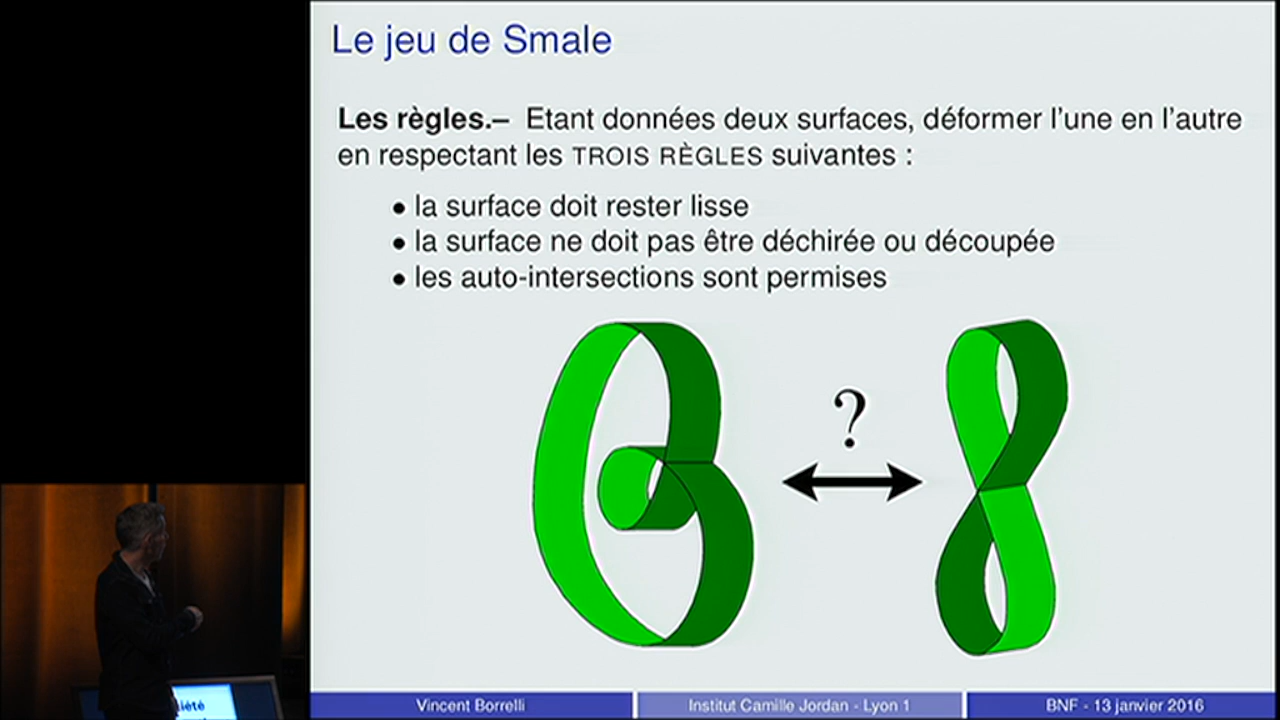 Le jeu de Smale
Les règles.– Etant données deux surfaces, déformer l'une en l'autre
en respectant les TROIS RÈGLES suivantes :
• la surface doit rester lisse
• la surface ne doit pas être déchirée ou découpée
• les auto-intersections sont permises
?
Vincent Borrelli
Institut Camille Jordan - Lyon 1
BNF - 13 janvier 2016